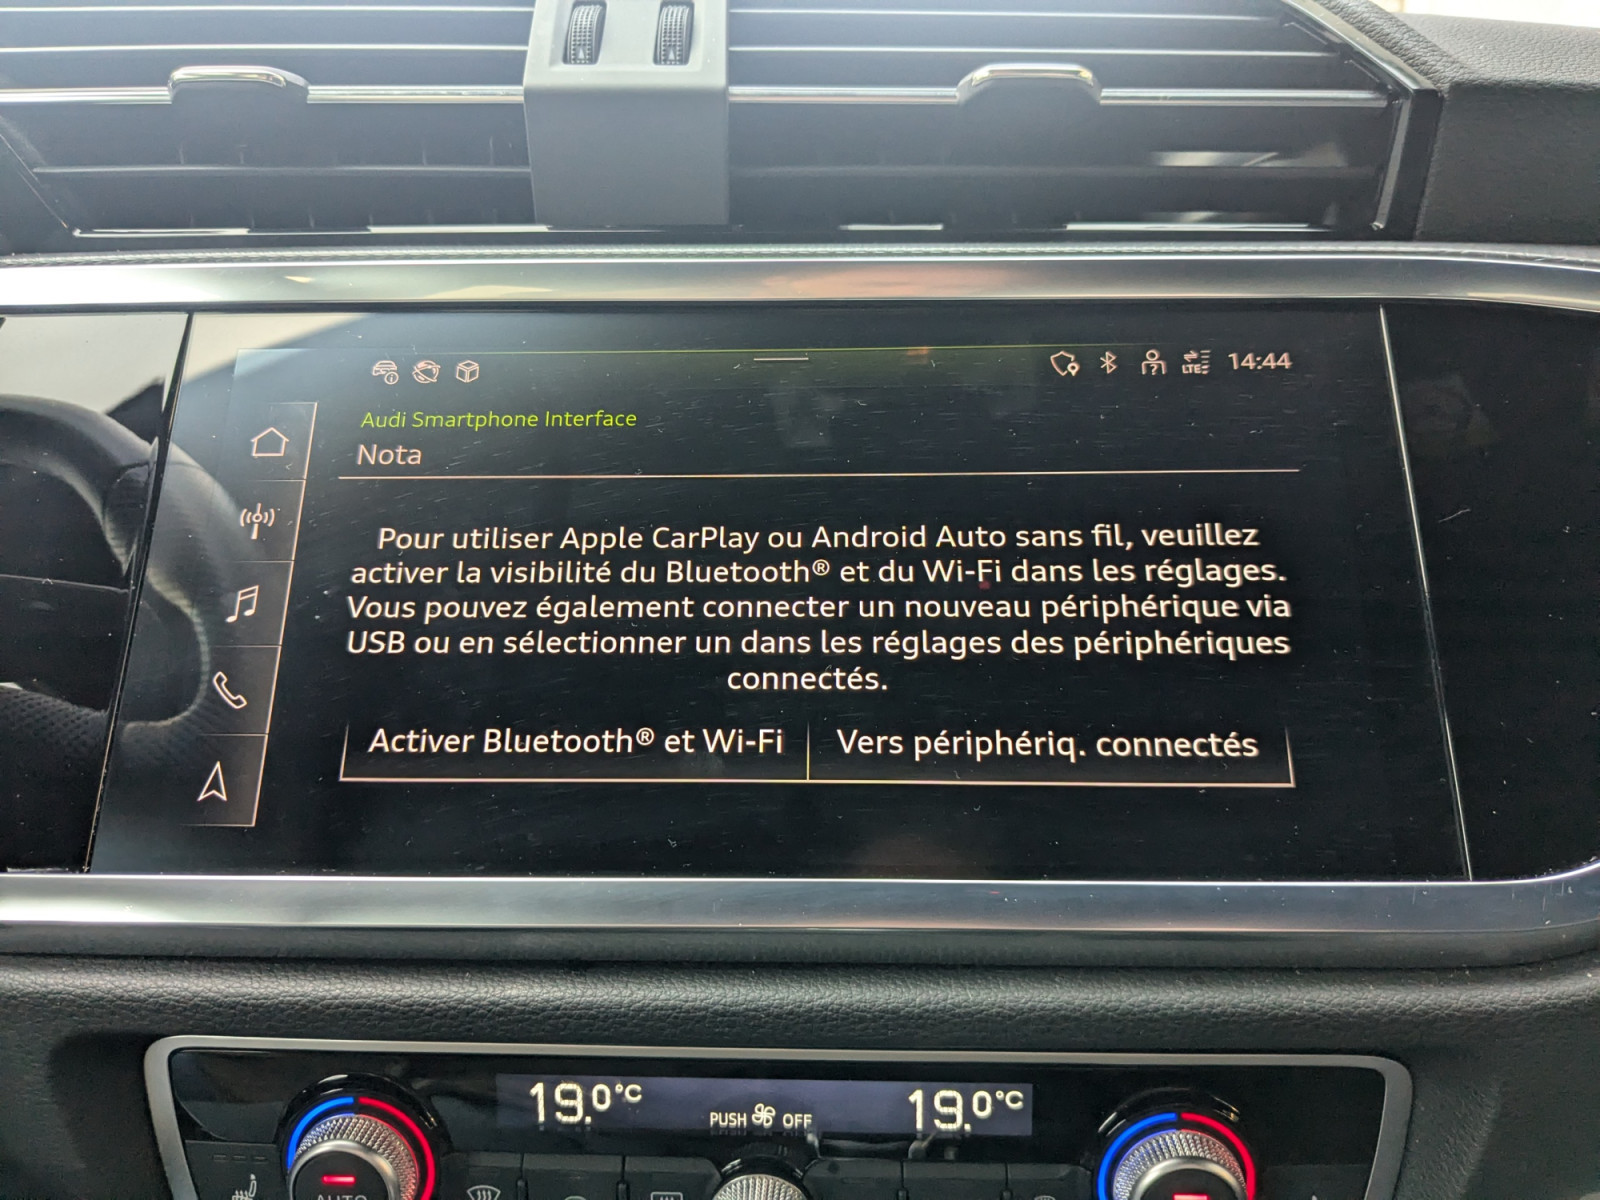 LTE 14:44
Audi Smartphone Interface
Nota
Pour utiliser Apple CarPlay ou Android Auto sans fil, veuillez
activer la visibilité du Bluetooth® et du Wi-Fi dans les réglages.
Vous pouvez également connecter un nouveau périphérique via
USB ou en sélectionner un dans les réglages des périphériques
connectés.
Activer Bluetooth® et Wi-Fi Vers périphériq. connectés
19.0°C PUSH OFF 19.0°C
AUTO